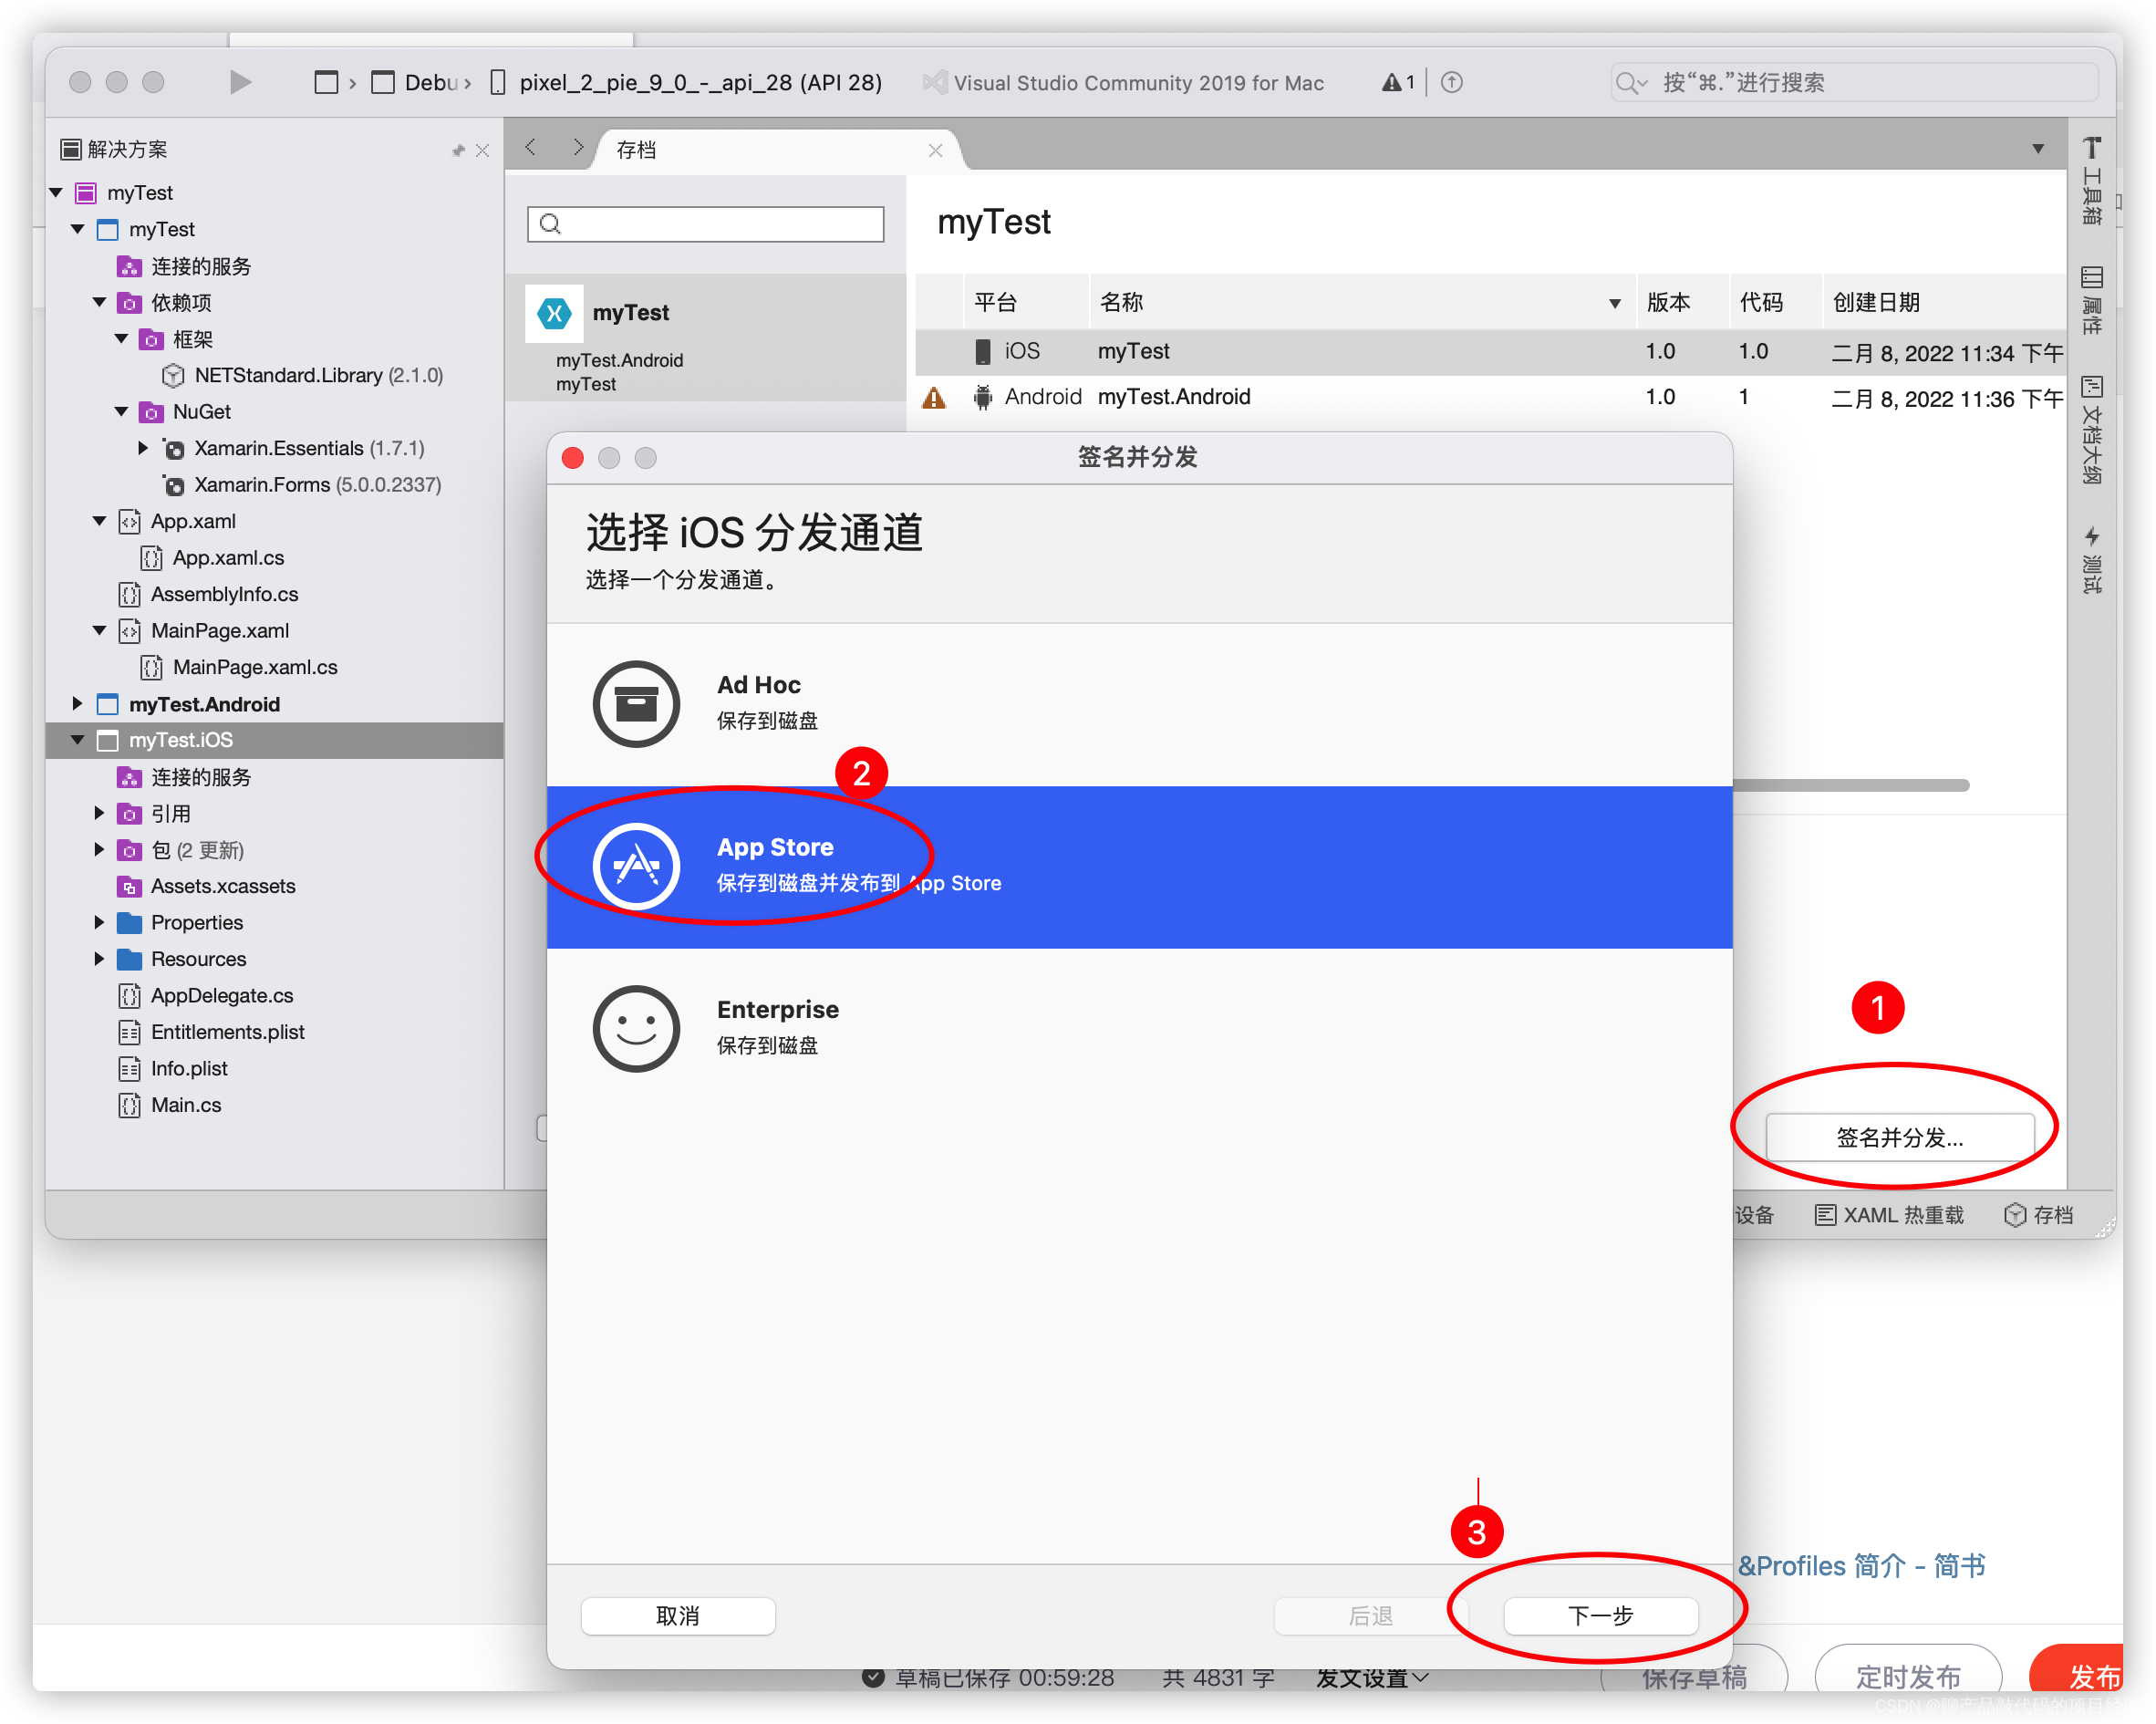 Debu
pixel_2_pie_9_0_-_api_28 (API 28)
Visual Studio Community 2019 for Mac
1
按“⌘.”进行搜索
解决方案
myTest
myTest
连接的服务
依赖项
框架
NETStandard.Library (2.1.0)
NuGet
Xamarin.Essentials (1.7.1)
Xamarin.Forms (5.0.0.2337)
App.xaml
App.xaml.cs
AssemblyInfo.cs
MainPage.xaml
MainPage.xaml.cs
myTest.Android
myTest.iOS
连接的服务
引用
包 (2 更新)
Assets.xcassets
Properties
Resources
AppDelegate.cs
Entitlements.plist
Info.plist
Main.cs
存档
myTest
myTest.Android
myTest
myTest
平台 名称 版本 代码 创建日期
iOS myTest 1.0 1.0 二月 8, 2022 11:34 下午
Android myTest.Android 1.0 1 二月 8, 2022 11:36 下午
工具箱
属性
文档大纲
测试
签名并分发
选择 iOS 分发通道
选择一个分发通道。
Ad Hoc
保存到磁盘
2
App Store
保存到磁盘并发布到 App Store
Enterprise
保存到磁盘
1
签名并分发...
设备
XAML 热重载
存档
3
取消
后退
下一步
&Profiles 简介 - 简书
草稿已保存 00:59:28
共 4831 字
发文设置
保存草稿
定时发布
发布
CSDN @聊产品敲代码的项目经